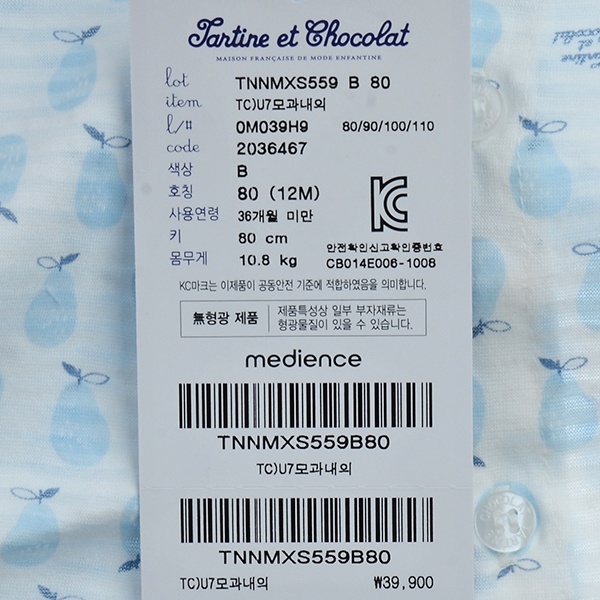 Tartine et Chocolat
MAISON FRANÇAISE DE MODE ENFANTINE
lot TNNMXS559 B 80
item TC)U7모과내의
l/# 0M039H9 80/90/100/110
code 2036467
색상 B
호칭 80 (12M)
사용연령 36개월 미만
키 80 cm
몸무게 10.8 kg
KC
안전확인신고확인증번호
CB014E006-1008
KC마크는 이제품이 공통안전 기준에 적합하였음을 의미합니다.
無형광 제품
제품특성상 일부 부자재류는
형광물질이 있을 수 있습니다.
medience
TNNMXS559B80
TC)U7모과내의
TNNMXS559B80
TC)U7모과내의 ₩39,900